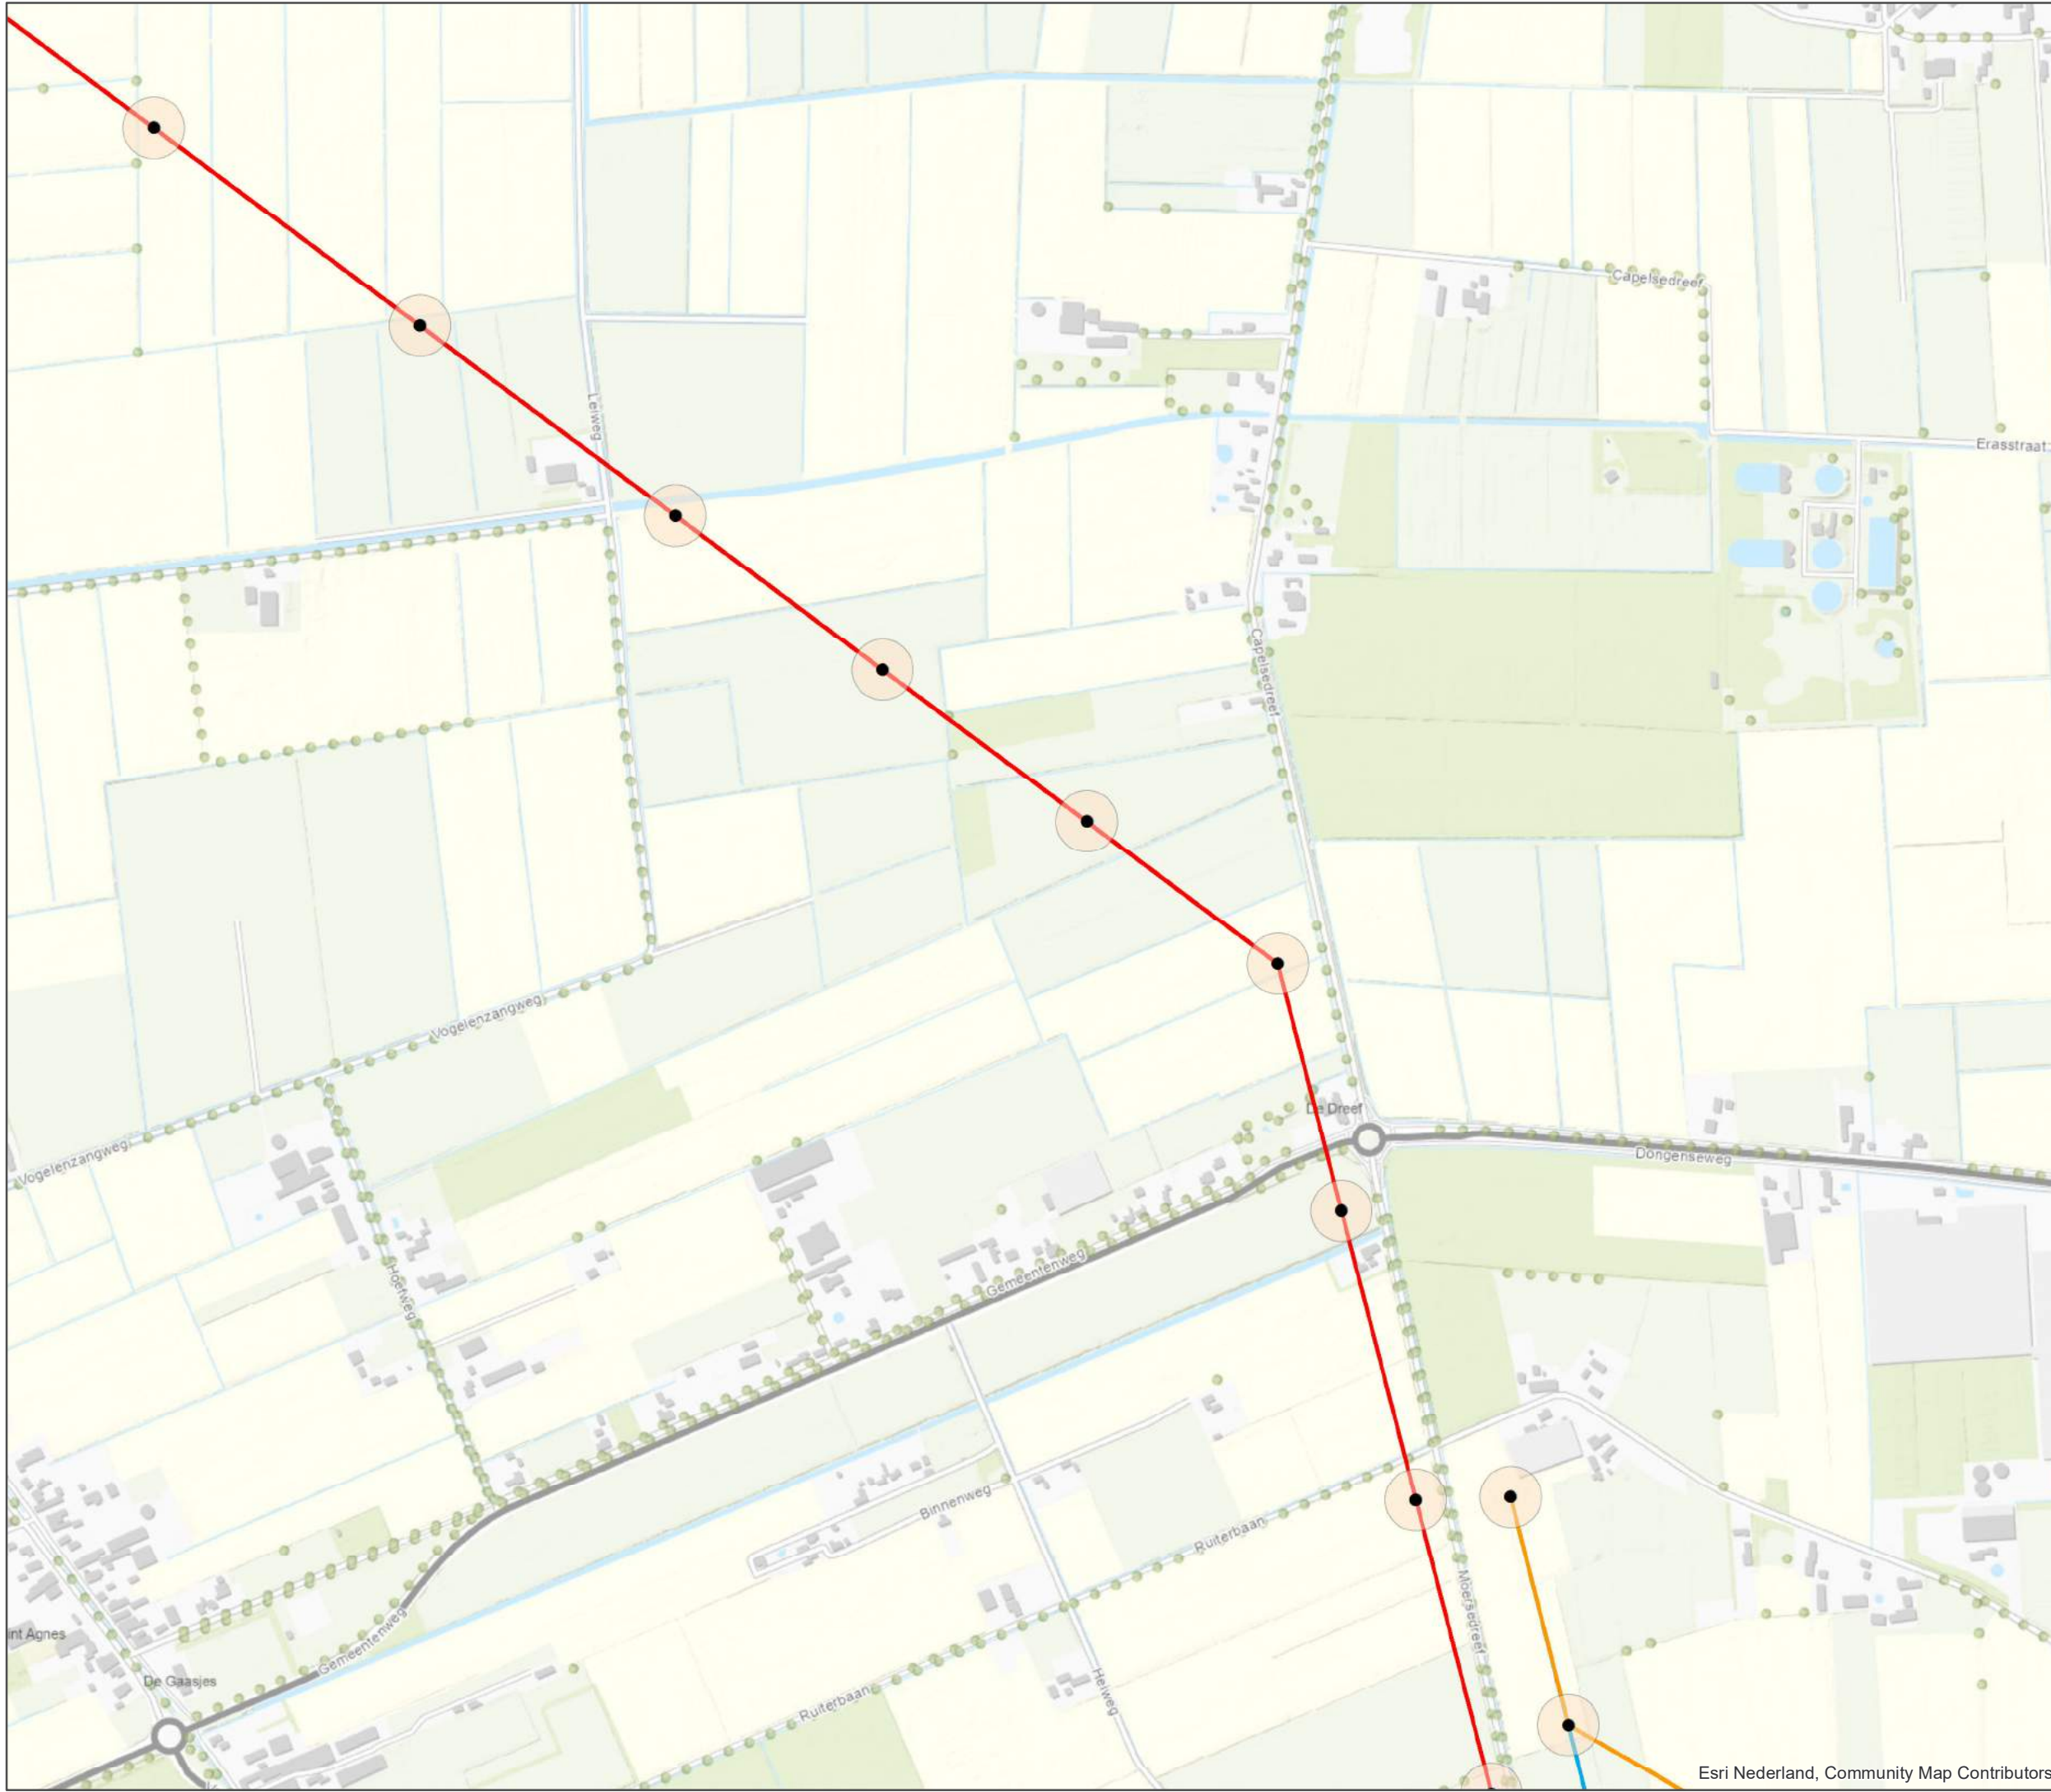 Capelsedreef
Leiweg
Erasstraat
Capelsedreef
Vogelenzangweg
De Dreef
Vogelenzangweg
Dongenseweg
Hoefweg
Gemeentenweg
Binnenweg
Ruiterbaan
Moersedreef
Gemeentenweg
int Agnes
De Gaasjes
Ruiterbaan
Helweg
Esri Nederland, Community Map Contributors